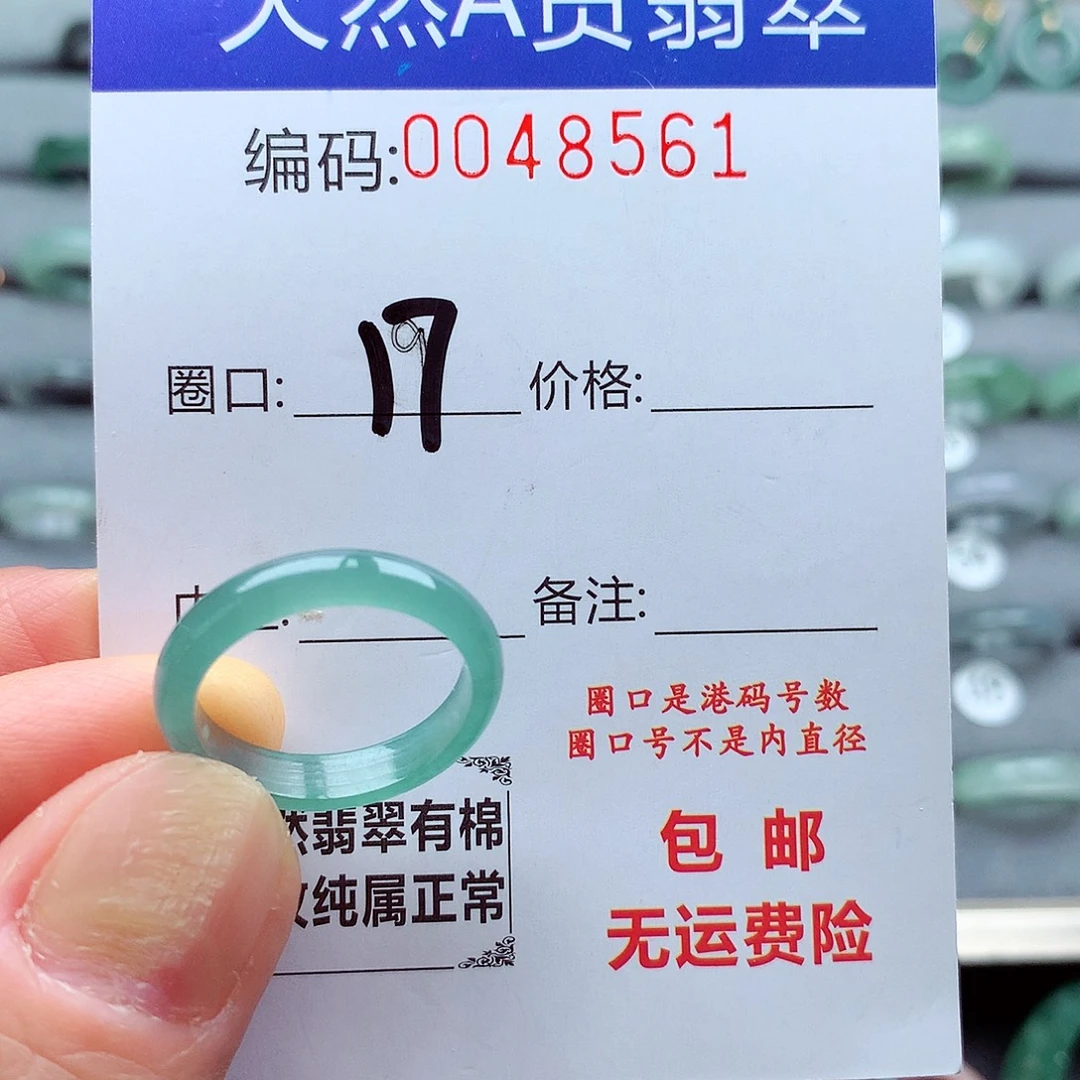 天然A货翡翠
编码:0048561
圈口: 17 价格:
备注:
圈口是港码号数
圈口号不是内直径
然翡翠有棉
纹纯属正常
包 邮
无运费险